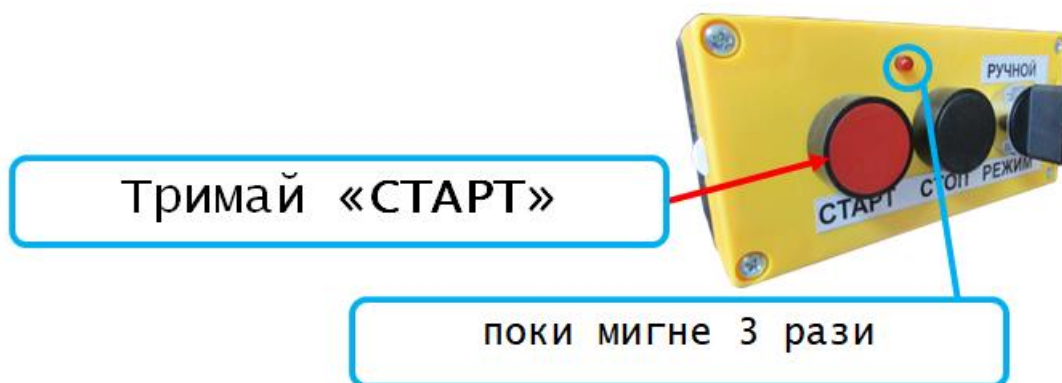 РУЧНОЙ
Тримай «СТАРТ»
СТАРТ СТОП РЕЖИМ
поки мигне 3 рази